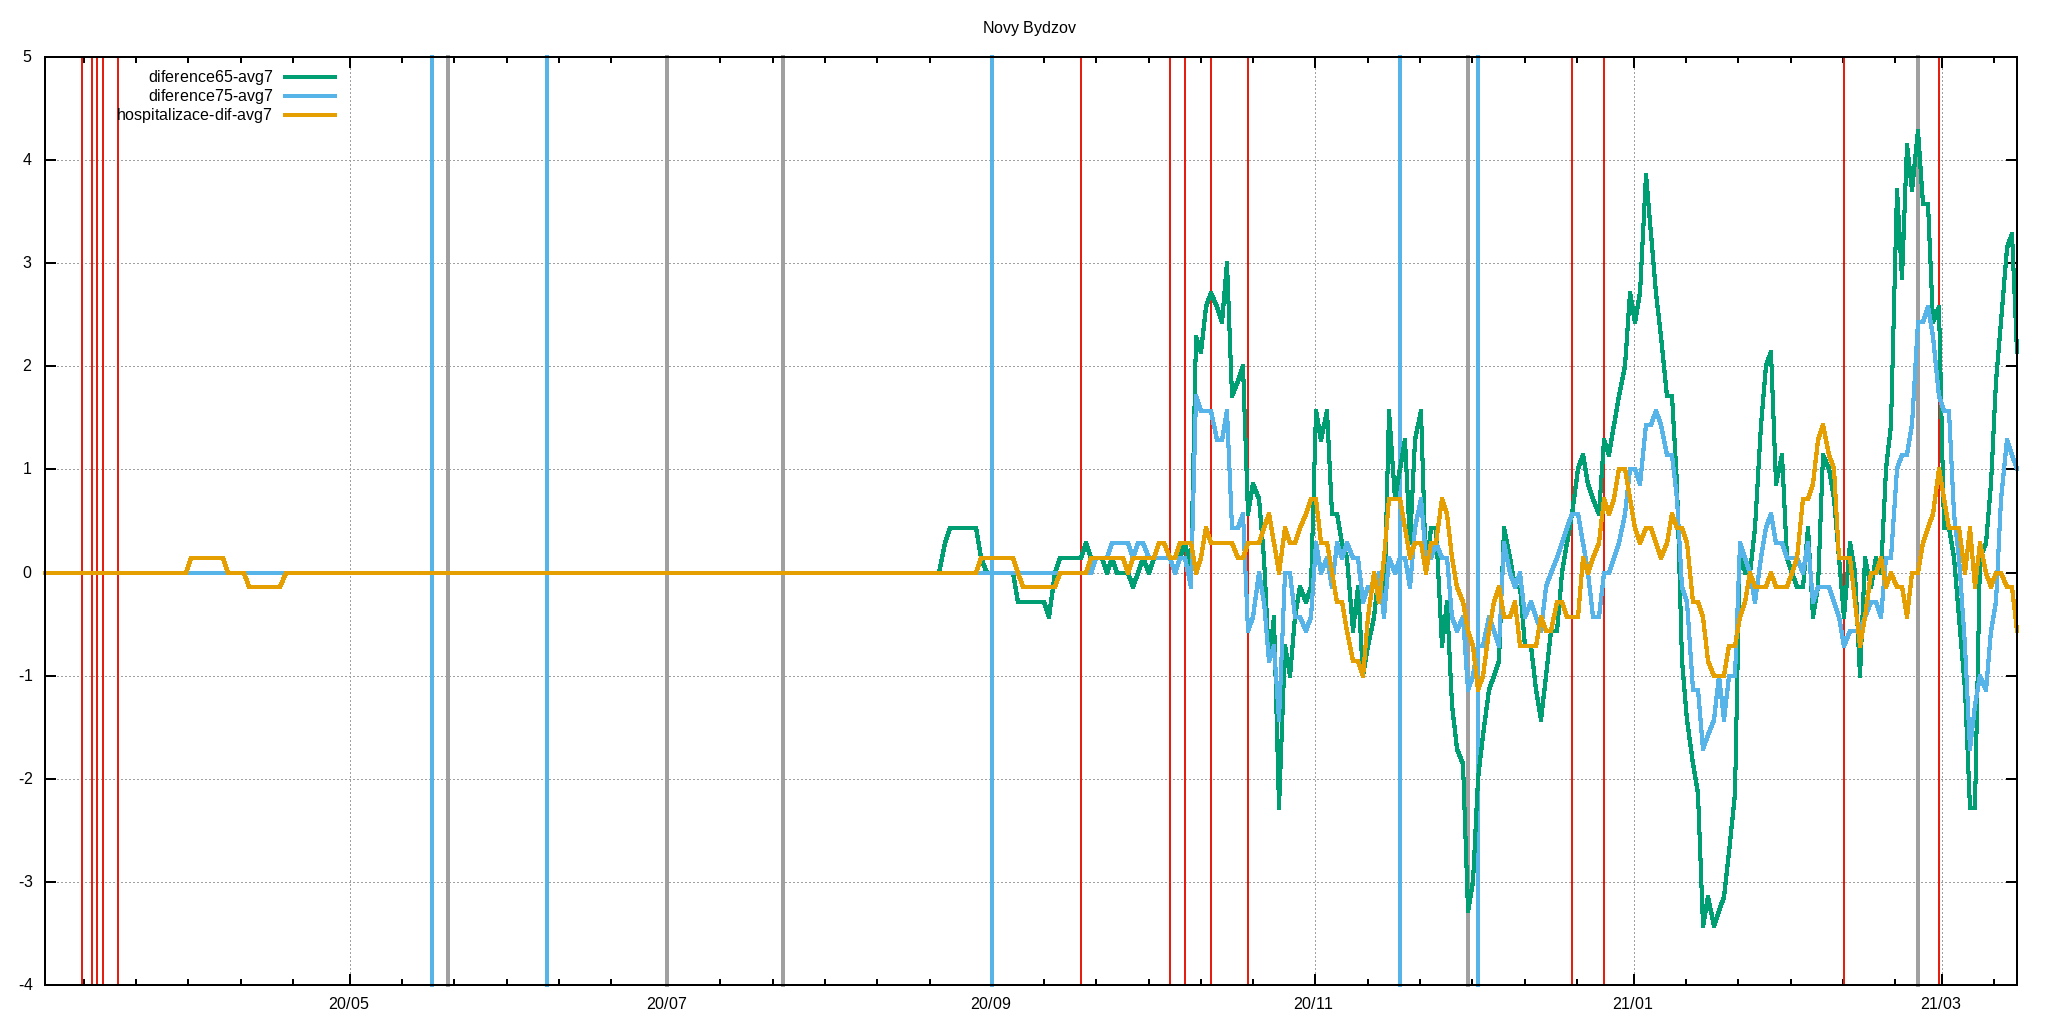 Novy Bydzov
5
diference65-avg7
diference75-avg7
hospitalizace-dif-avg7
4
3
2
1
0
-1
-2
-3
-4
20/05 20/07 20/09 20/11 21/01 21/03